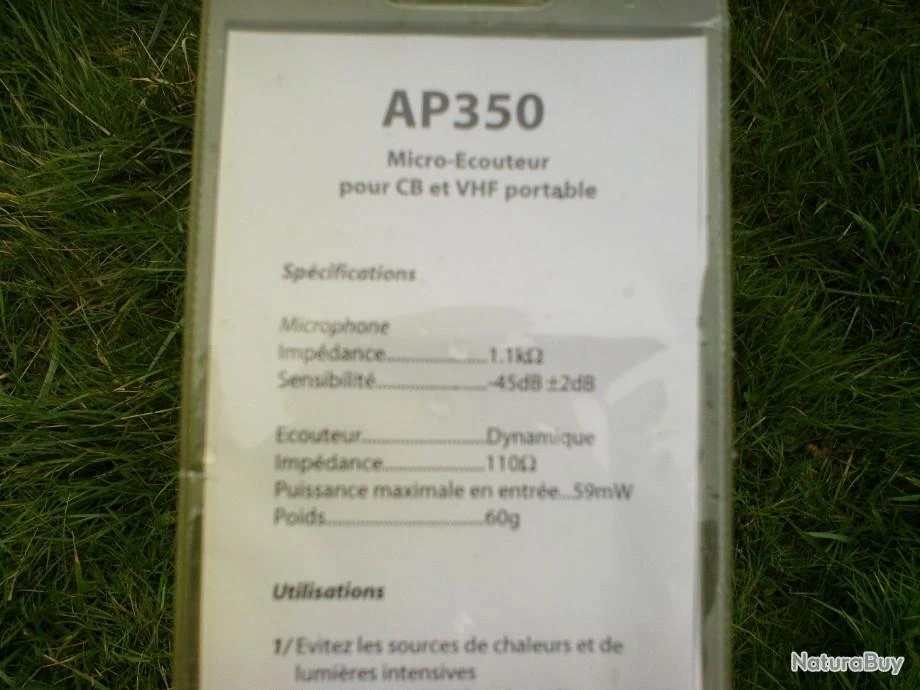 AP350
Micro-Ecouteur
pour CB et VHF portable
Spécifications
Microphone
Impédance......................1.1kΩ
Sensibilité........................-45dB ±2dB
Ecouteur...........................Dynamique
Impédance......................110Ω
Puissance maximale en entrée...59mW
Poids..................................60g
Utilisations
1/ Evitez les sources de chaleurs et de
lumières intensives
NaturaBuy